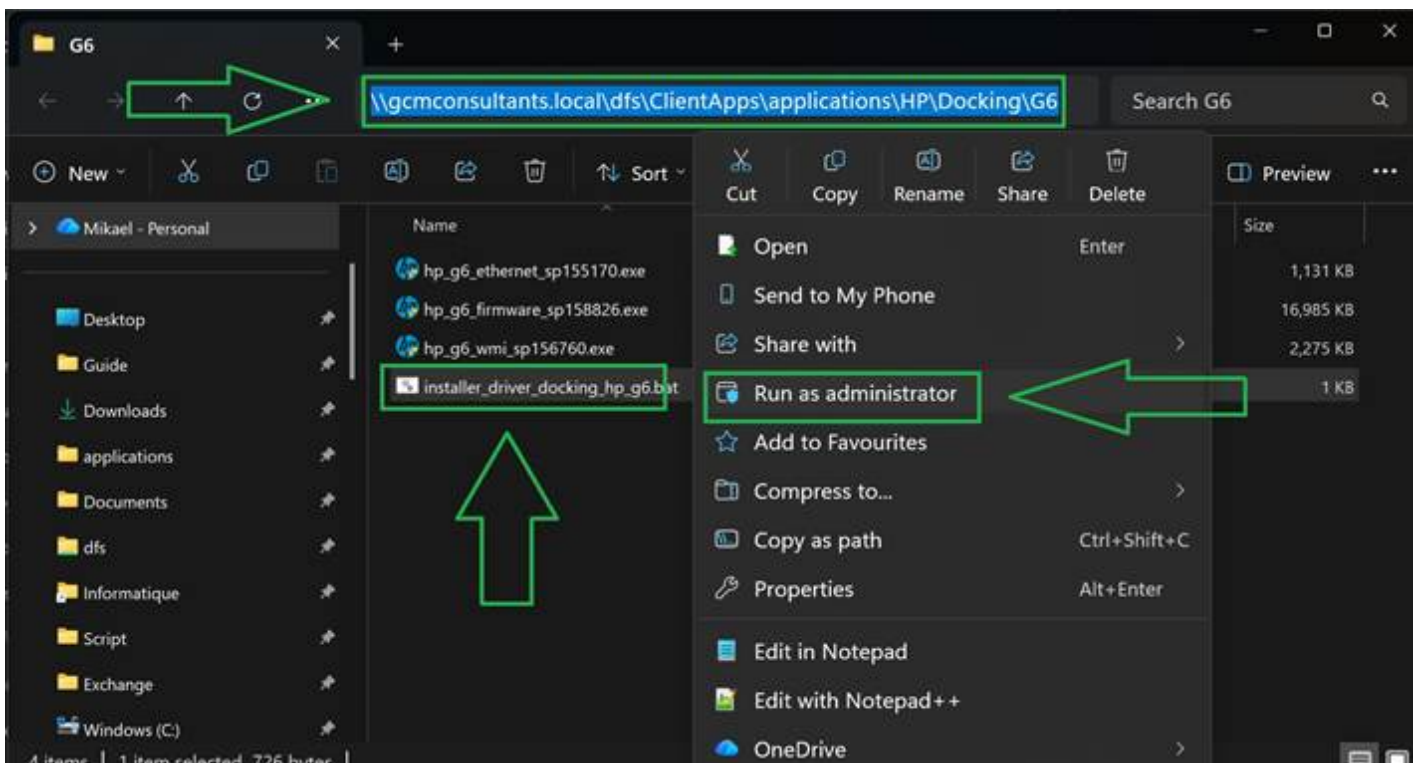 G6
\\gcmconsultants.local\dfs\ClientApps\applications\HP\Docking\G6
Search G6
New
Sort
Cut
Copy
Rename
Share
Delete
Preview
Mikael - Personal
Desktop
Guide
Downloads
applications
Documents
dfs
Informatique
Script
Exchange
Windows (C:)
Name
Size
hp_g6_ethernet_sp155170.exe
1,131 KB
hp_g6_firmware_sp158826.exe
16,985 KB
hp_g6_wmi_sp156760.exe
2,275 KB
installer_driver_docking_hp_g6.bat
1 KB
Open
Enter
Send to My Phone
Share with
Run as administrator
Add to Favourites
Compress to...
Copy as path
Ctrl+Shift+C
Properties
Alt+Enter
Edit in Notepad
Edit with Notepad++
OneDrive
4 items
1 item selected 726 bytes